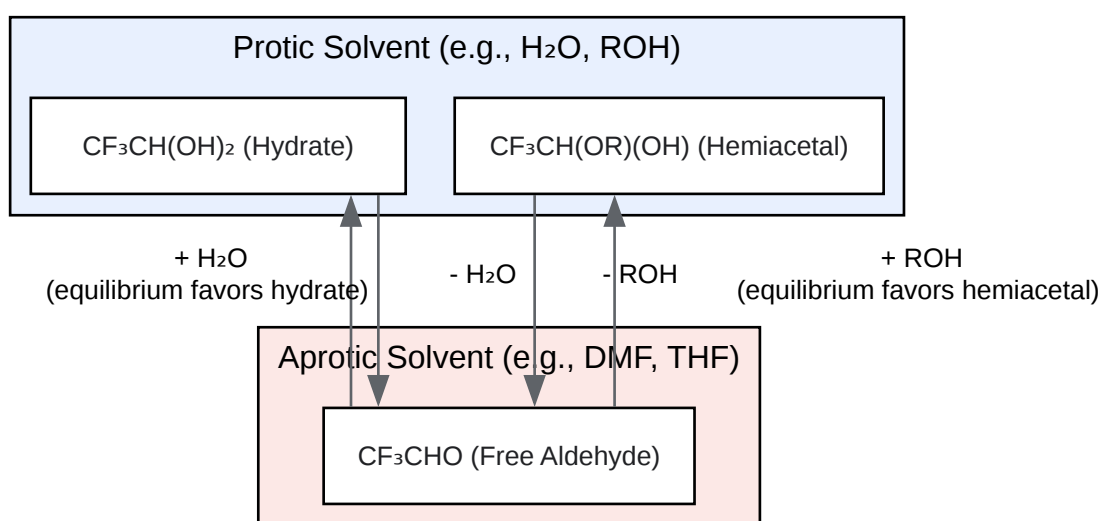 Protic Solvent (e.g., H₂O, ROH)
CF₃CH(OH)₂ (Hydrate)
CF₃CH(OR)(OH) (Hemiacetal)
+ H₂O
(equilibrium favors hydrate)
- H₂O
- ROH
+ ROH
(equilibrium favors hemiacetal)
Aprotic Solvent (e.g., DMF, THF)
CF₃CHO (Free Aldehyde)